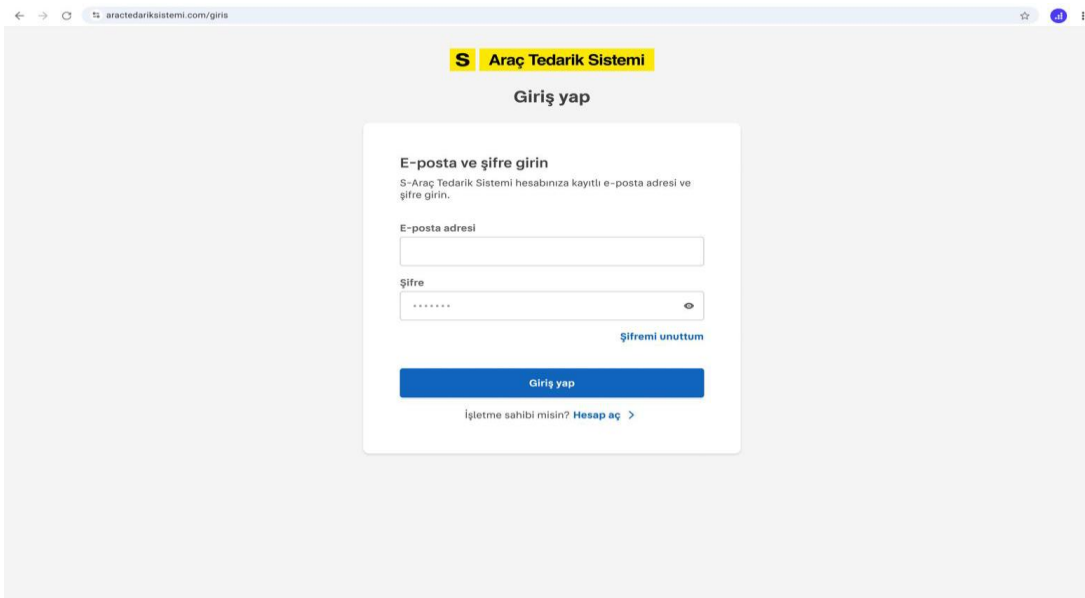 aractedariksistemi.com/giris
S Araç Tedarik Sistemi
Giriş yap
E-posta ve şifre girin
S-Araç Tedarik Sistemi hesabınıza kayıtlı e-posta adresi ve
şifre girin.
E-posta adresi
Şifre
Şifremi unuttum
Giriş yap
İşletme sahibi misin? Hesap aç